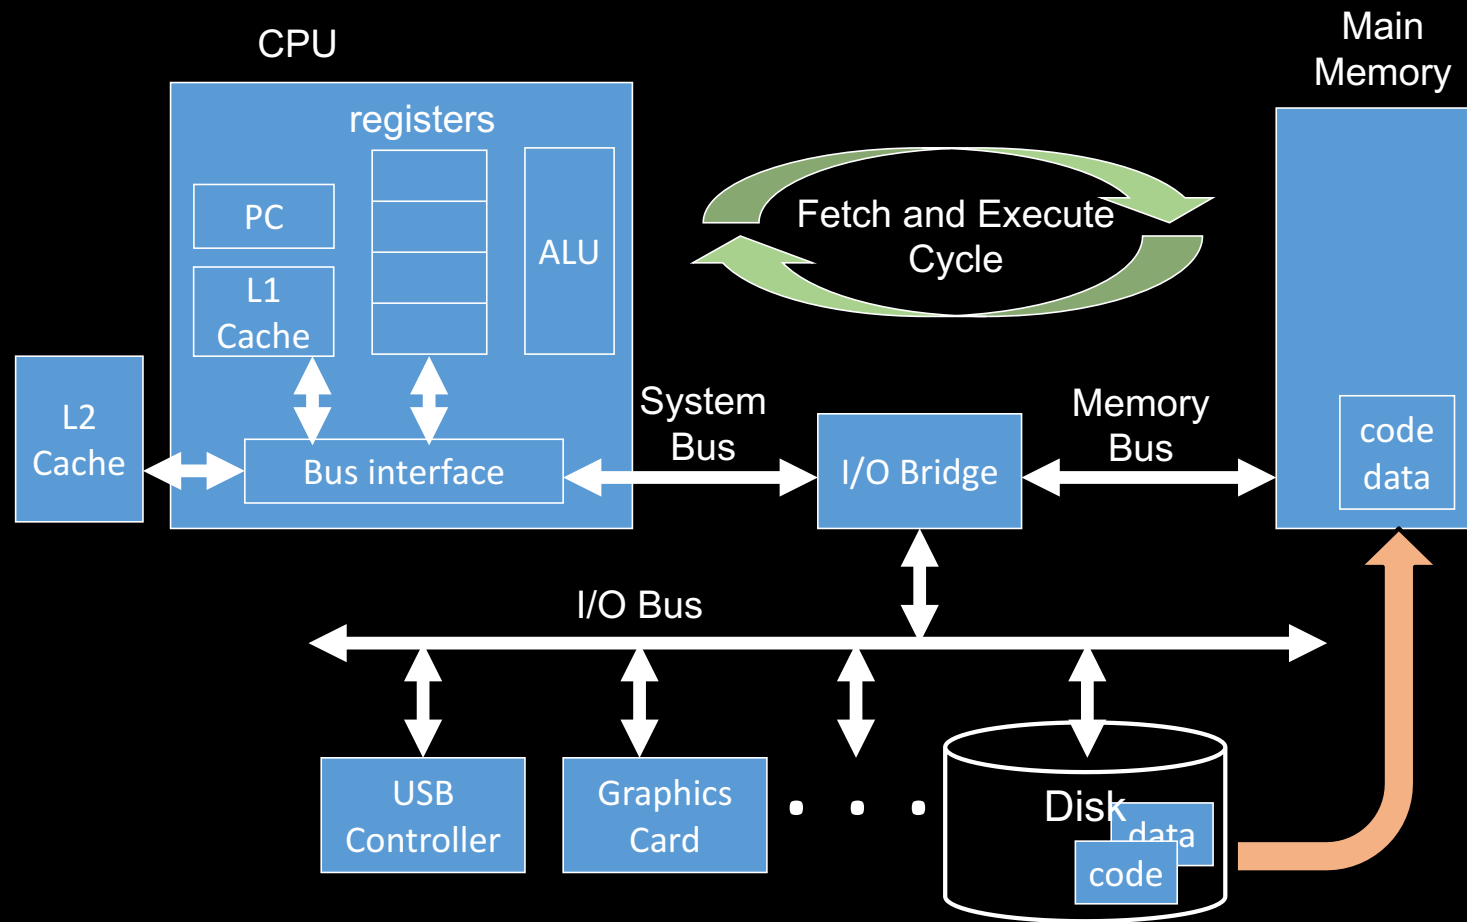 CPU
Main
Memory
registers
PC
ALU
L1
Cache
Fetch and Execute
Cycle
L2
Cache
Bus interface
System
Bus
I/O Bridge
Memory
Bus
code
data
I/O Bus
USB
Controller
Graphics
Card
. . .
Disk
data
code